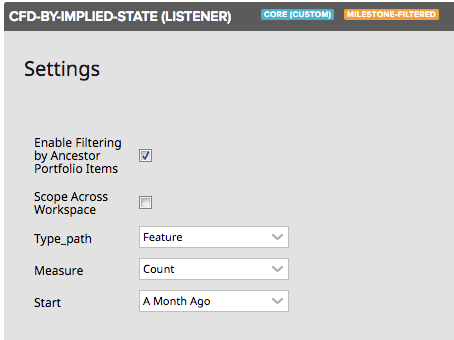 CFD-BY-IMPLIED-STATE (LISTENER) CORE (CUSTOM) MILESTONE-FILTERED
Settings
Enable Filtering
by Ancestor
Portfolio Items
Scope Across
Workspace
Type_path Feature
Measure Count
Start A Month Ago